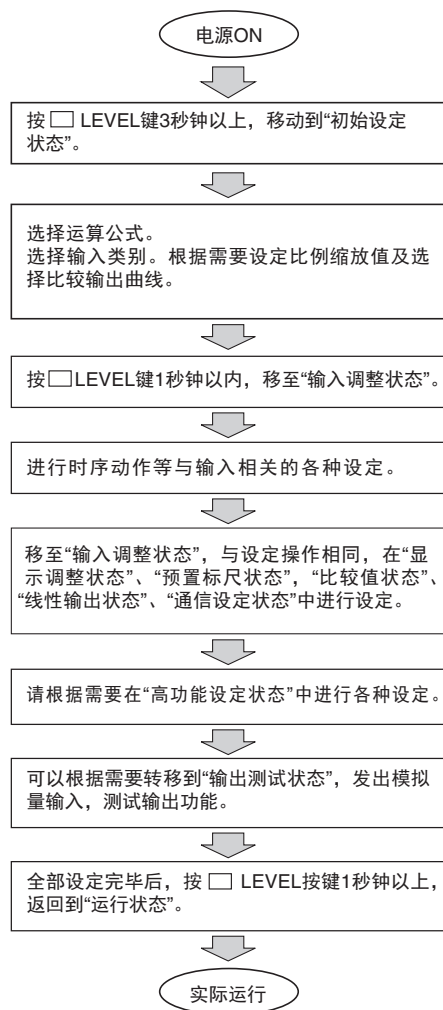 电源ON
按□ LEVEL键3秒钟以上，移动到“初始设定
状态”。
选择运算公式。
选择输入类别。根据需要设定比例缩放值及选
择比较输出曲线。
按□LEVEL键1秒钟以内，移至“输入调整状态”。
进行时序动作等与输入相关的各种设定。
移至“输入调整状态”，与设定操作相同，在“显
示调整状态”、“预置标尺状态”，“比较值状态”、
“线性输出状态”、“通信设定状态”中进行设定。
请根据需要在“高功能设定状态”中进行各种设定。
可以根据需要转移到“输出测试状态”，发出模拟
量输入，测试输出功能。
全部设定完毕后，按 □ LEVEL按键1秒钟以上，
返回到“运行状态”。
实际运行